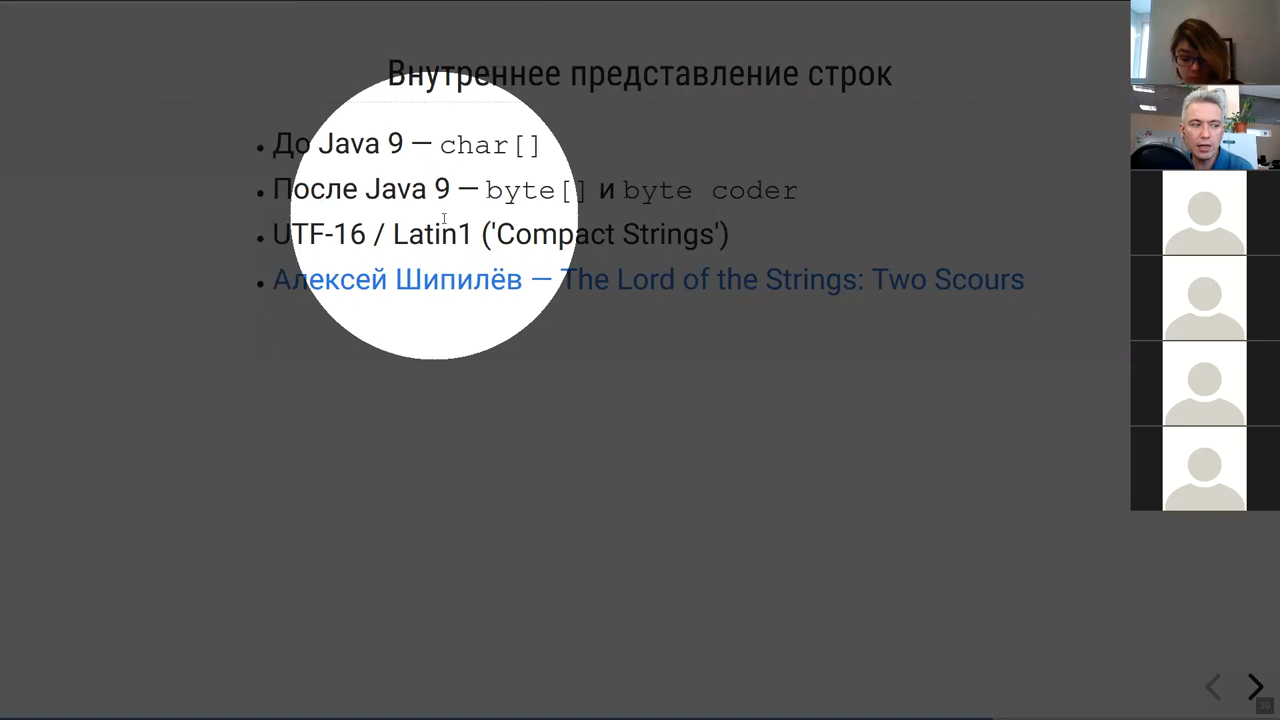 Внутреннее представление строк
До Java 9 — char[]
После Java 9 — byte[] и byte coder
UTF-16 / Latin1 ('Compact Strings')
Алексей Шипилёв — The Lord of the Strings: Two Scours
20